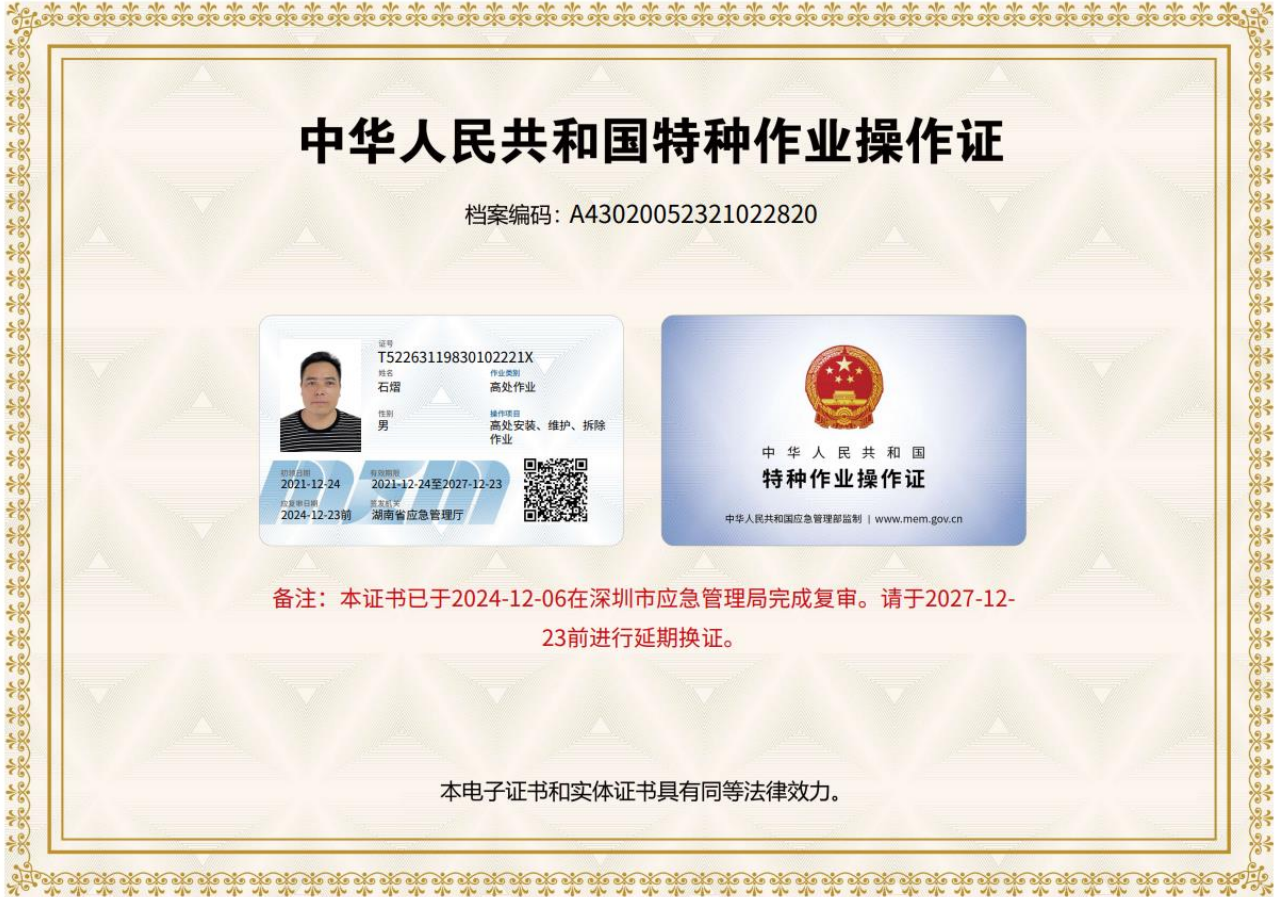 中华人民共和国特种作业操作证
档案编码：A43020052321022820
证号
T52263119830102221X
姓名
石熠
作业类别
高处作业
性别
男
操作项目
高处安装、维护、拆除
作业
初领日期
2021-12-24
有效期限
2021-12-24至2027-12-23
应复审日期
2024-12-23前
签发机关
湖南省应急管理厅
中华人民共和国
特种作业操作证
中华人民共和国应急管理部监制 | www.mem.gov.cn
备注：本证书已于2024-12-06在深圳市应急管理局完成复审。请于2027-12-
23前进行延期换证。
本电子证书和实体证书具有同等法律效力。